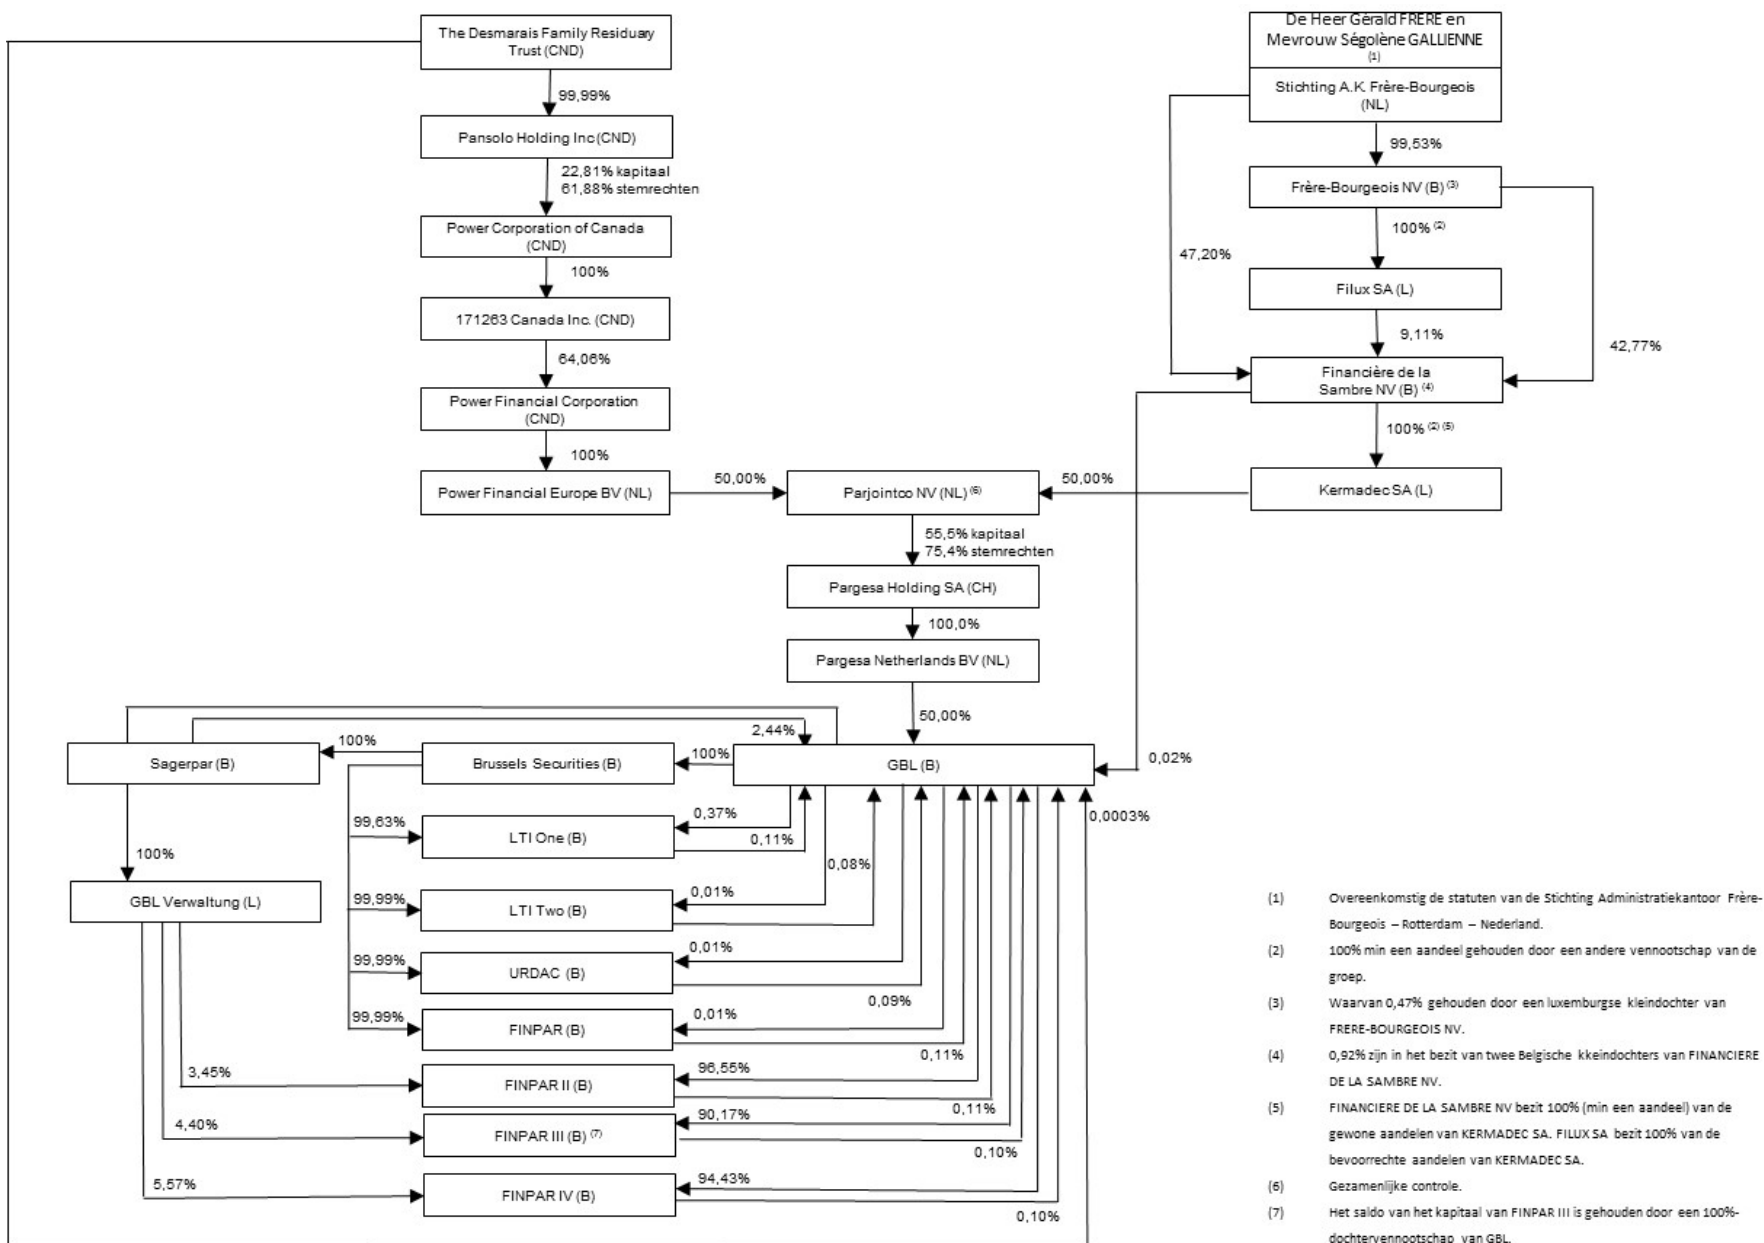 The Desmarais Family Residuary
Trust (CND)
99,99%
Pansolo Holding Inc (CND)
22,81% kapitaal
61,88% stemrechten
Power Corporation of Canada
(CND)
100%
171263 Canada Inc. (CND)
64,06%
Power Financial Corporation
(CND)
100%
Power Financial Europe BV (NL)
50,00%
De Heer Gérald FRERE en
Mevrouw Ségolène GALLIENNE
(1)
Stichting A.K. Frère-Bourgeois
(NL)
99,53%
Frère-Bourgeois NV (B) (3)
100% (2)
47,20%
Filux SA (L)
9,11%
42,77%
Financière de la
Sambre NV (B) (4)
100% (2) (5)
Kermadec SA (L)
50,00%
Parjointco NV (NL) (6)
55,5% kapitaal
75,4% stemrechten
Pargesa Holding SA (CH)
100,0%
Pargesa Netherlands BV (NL)
50,00%
2,44%
Sagerpar (B)
100%
Brussels Securities (B)
100%
GBL (B)
0,02%
0,0003%
99,63%
LTI One (B)
0,37%
0,11%
100%
GBL Verwaltung (L)
0,08%
99,99%
LTI Two (B)
0,01%
99,99%
URDAC (B)
0,01%
0,09%
99,99%
FINPAR (B)
0,01%
0,11%
3,45%
FINPAR II (B)
96,55%
0,11%
4,40%
FINPAR III (B) (7)
90,17%
0,10%
5,57%
FINPAR IV (B)
94,43%
0,10%
(1) Overeenkomstig de statuten van de Stichting Administratiekantoor Frère-
Bourgeois – Rotterdam – Nederland.
(2) 100% min een aandeel gehouden door een andere vennootschap van de
groep.
(3) Waarvan 0,47% gehouden door een luxemburgse kleindochter van
FRERE-BOURGEOIS NV.
(4) 0,92% zijn in het bezit van twee Belgische kkeindochters van FINANCIERE
DE LA SAMBRE NV.
(5) FINANCIERE DE LA SAMBRE NV bezit 100% (min een aandeel) van de
gewone aandelen van KERMADEC SA. FILUX SA bezit 100% van de
bevoorrechte aandelen van KERMADEC SA.
(6) Gezamenlijke controle.
(7) Het saldo van het kapitaal van FINPAR III is gehouden door een 100%-
dochtervennootschap van GBL.